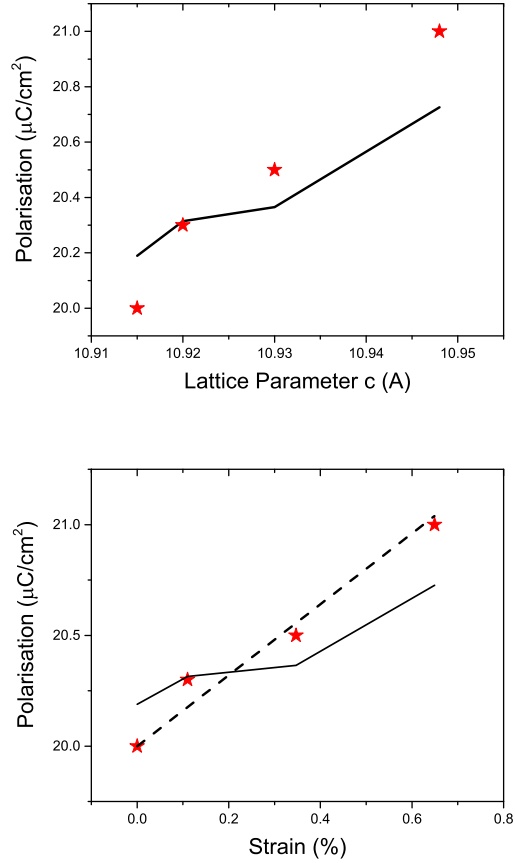 21.0
20.8
20.6
20.4
20.2
20.0
Polarisation (μC/cm²)
10.91 10.92 10.93 10.94 10.95
Lattice Parameter c (A)
21.0
20.5
20.0
Polarisation (μC/cm²)
0.0 0.2 0.4 0.6 0.8
Strain (%)